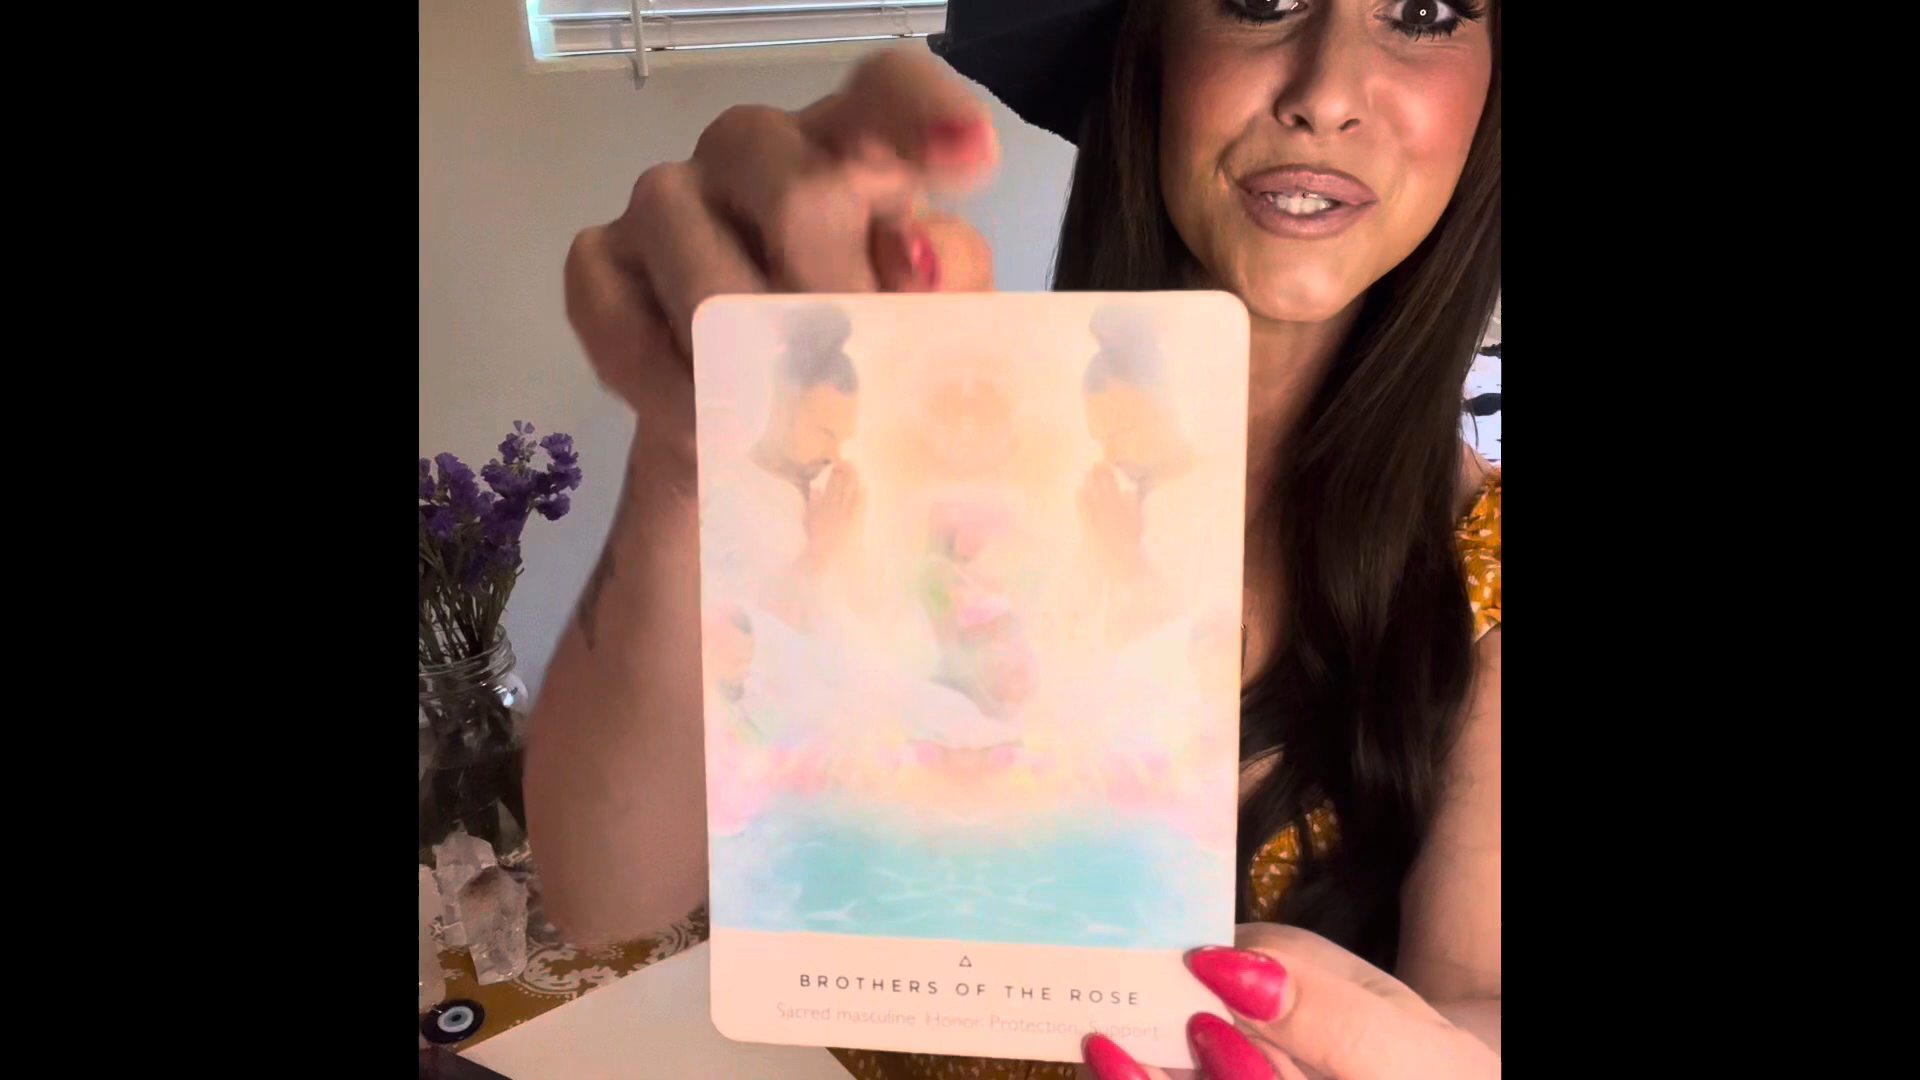 BROTHERS OF THE ROSE
Sacred masculine. Honor. Protection. Support.